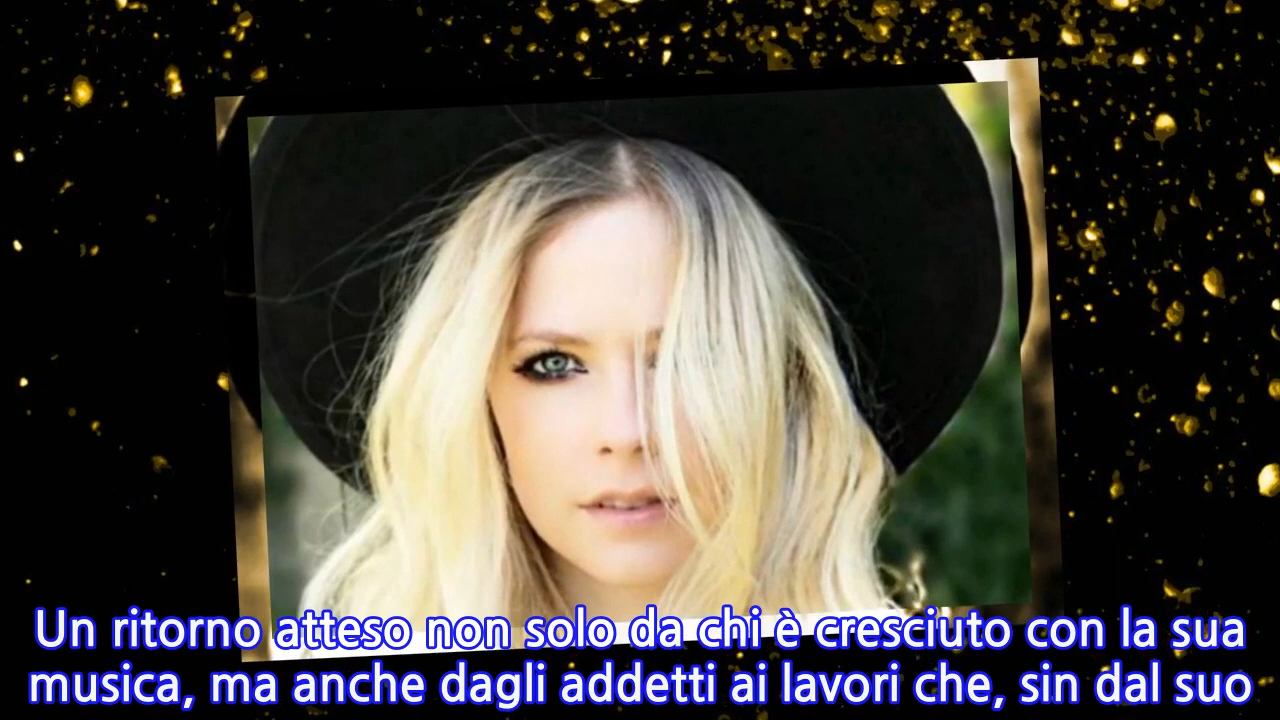 Un ritorno atteso non solo da chi è cresciuto con la sua
musica, ma anche dagli addetti ai lavori che, sin dal suo